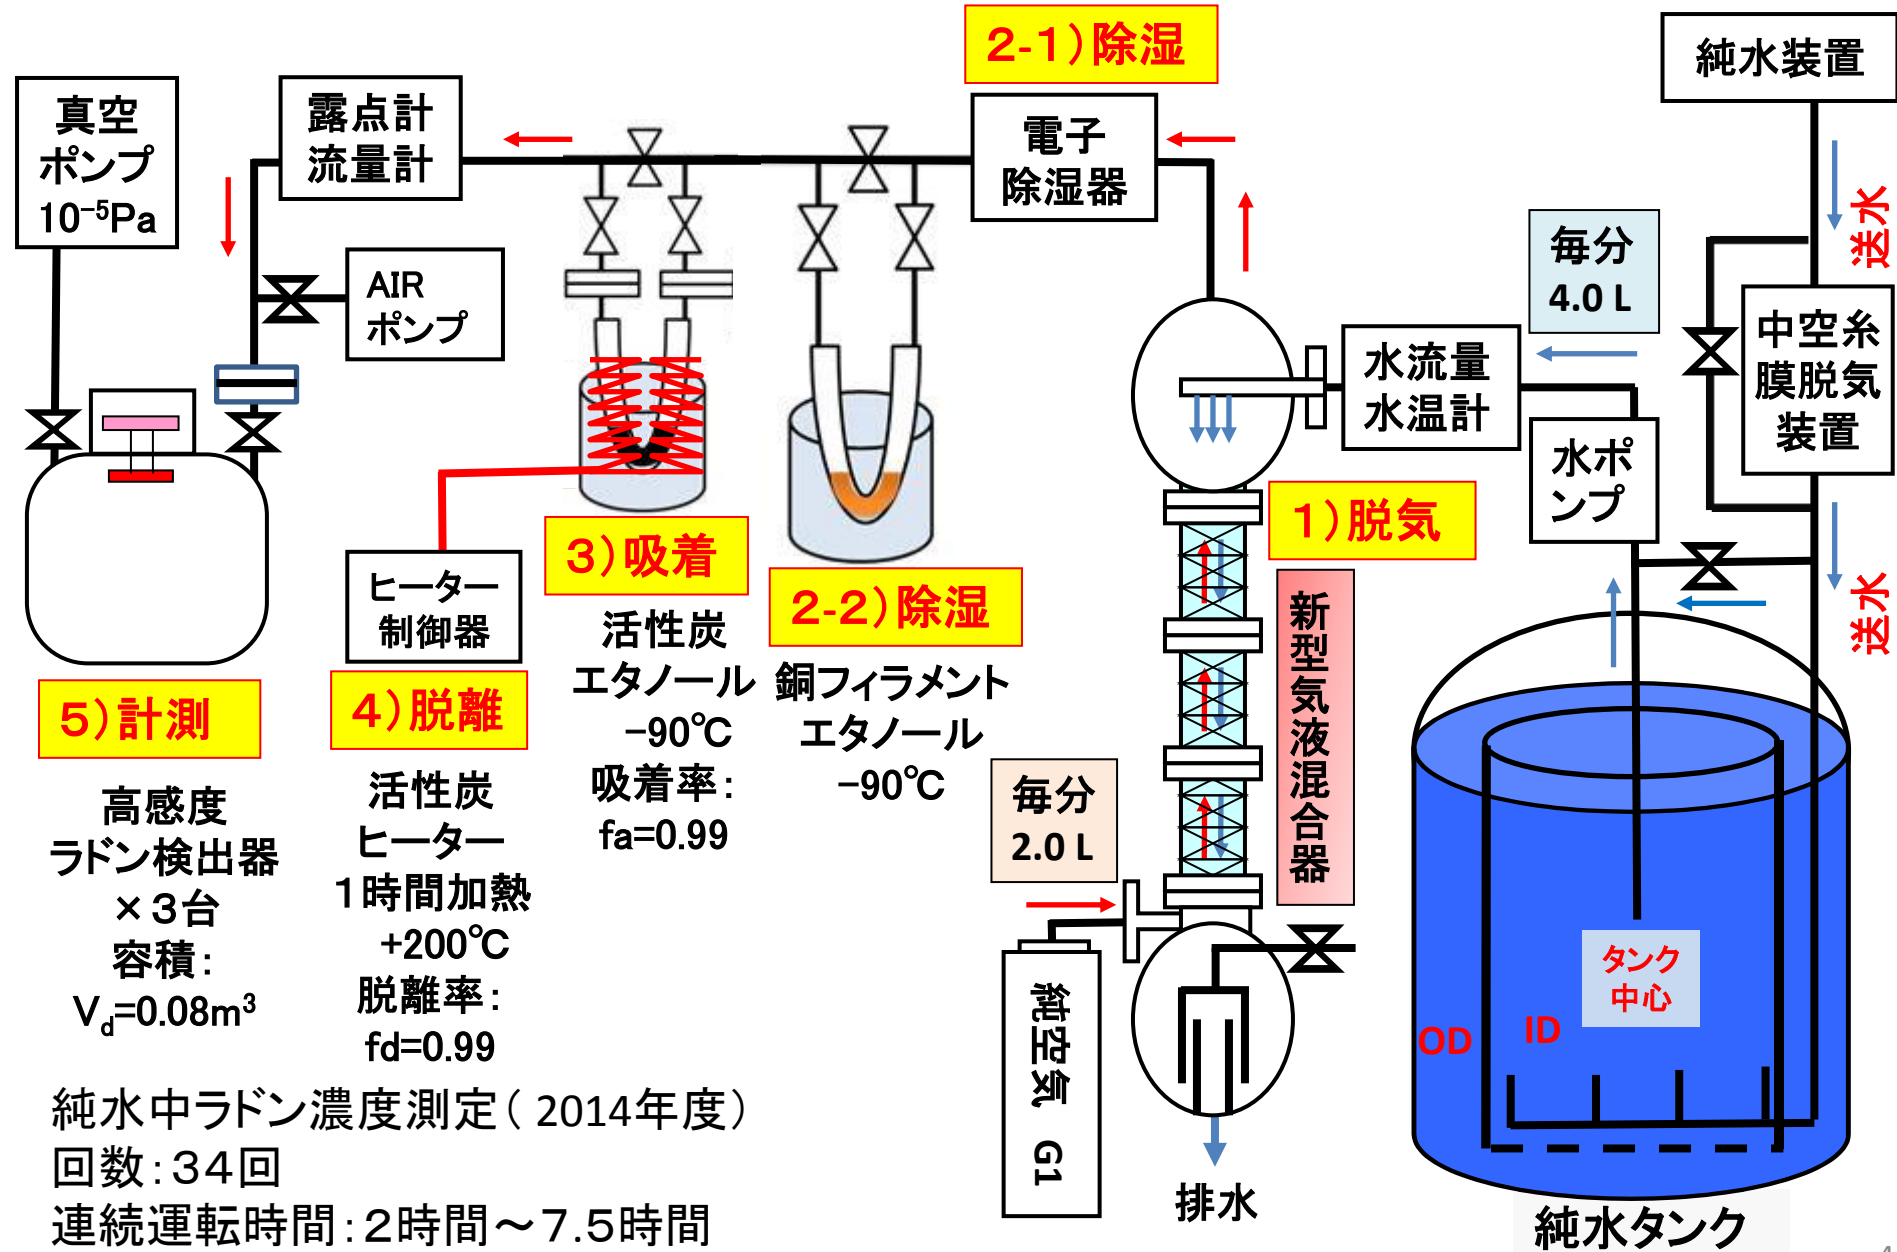 2-1)除湿
純水装置
真空
ポンプ
10⁻⁵Pa
露点計
流量計
電子
除湿器
送水
毎分
4.0 L
AIR
ポンプ
水流量
水温計
中空糸
膜脱気
装置
水ポ
ンプ
1)脱気
3)吸着
ヒーター
制御器
2-2)除湿
送水
新型気液混合器
活性炭
エタノール
-90℃
吸着率:
fa=0.99
銅フィラメント
エタノール
-90℃
4)脱離
5)計測
活性炭
ヒーター
1時間加熱
+200℃
脱離率:
fd=0.99
高感度
ラドン検出器
×3台
容積:
V_d=0.08m³
毎分
2.0 L
純空気 G1
タンク
中心
OD
ID
排水
純水タンク
純水中ラドン濃度測定( 2014年度)
回数:34回
連続運転時間:2時間~7.5時間